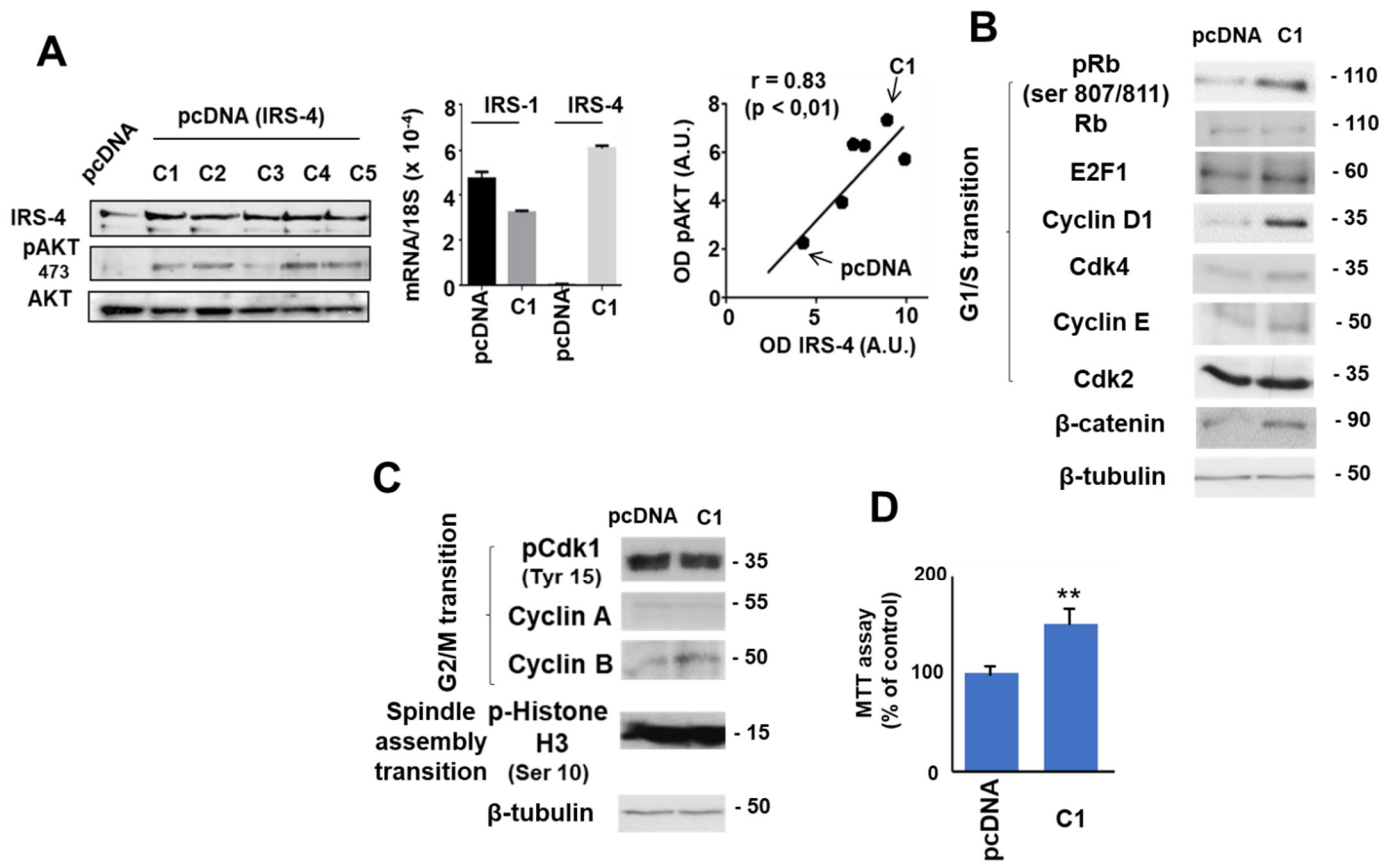 A
pcDNA
pcDNA (IRS-4)
C1 C2 C3 C4 C5
IRS-4
pAKT
473
AKT
mRNA/18S (x 10-4)
8
6
4
2
0
IRS-1 IRS-4
pcDNA
C1
pcDNA
C1
r = 0.83
(p < 0,01)
C1
OD pAKT (A.U.)
8
6
4
2
0
pcDNA
0 5 10
OD IRS-4 (A.U.)
B
pcDNA C1
G1/S transition
pRb
(ser 807/811)
- 110
Rb
- 110
E2F1
- 60
Cyclin D1
- 35
Cdk4
- 35
Cyclin E
- 50
Cdk2
- 35
β-catenin
- 90
β-tubulin
- 50
C
pcDNA C1
G2/M transition
pCdk1
(Tyr 15)
- 35
Cyclin A
- 55
Cyclin B
- 50
Spindle
assembly
transition
p-Histone
H3
(Ser 10)
- 15
β-tubulin
- 50
D
MTT assay
(% of control)
200
100
0
**
pcDNA
C1